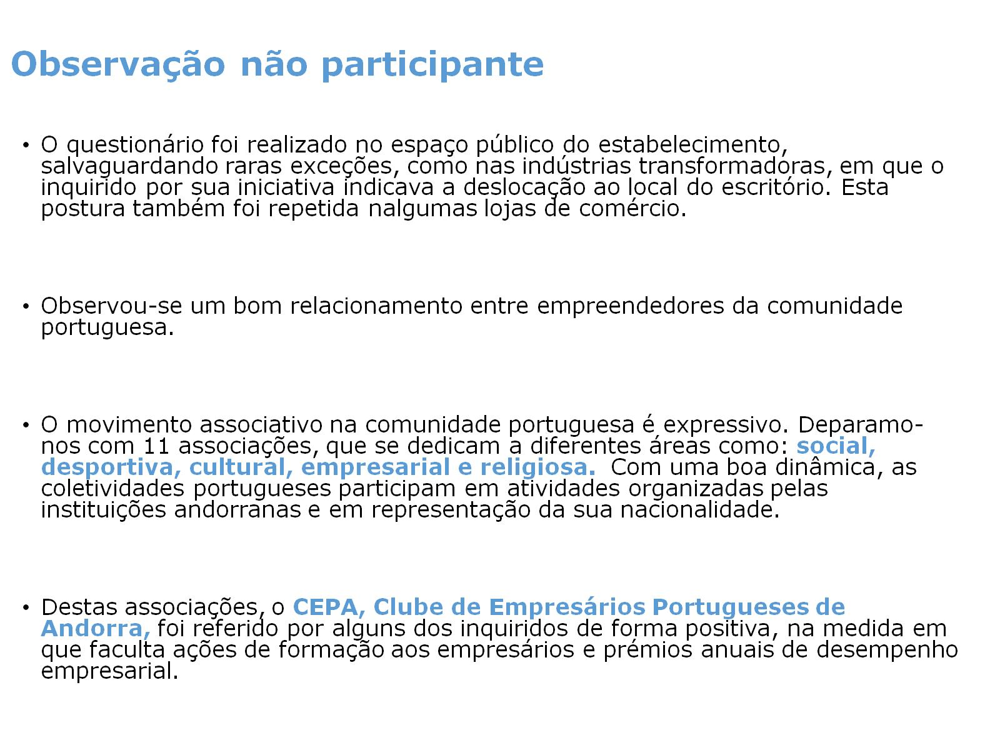 Observação não participante
• O questionário foi realizado no espaço público do estabelecimento,
salvaguardando raras exceções, como nas indústrias transformadoras, em que o
inquirido por sua iniciativa indicava a deslocação ao local do escritório. Esta
postura também foi repetida nalgumas lojas de comércio.
• Observou-se um bom relacionamento entre empreendedores da comunidade
portuguesa.
• O movimento associativo na comunidade portuguesa é expressivo. Deparamo-
nos com 11 associações, que se dedicam a diferentes áreas como: social,
desportiva, cultural, empresarial e religiosa.  Com uma boa dinâmica, as
coletividades portugueses participam em atividades organizadas pelas
instituições andorranas e em representação da sua nacionalidade.
• Destas associações, o CEPA, Clube de Empresários Portugueses de
Andorra, foi referido por alguns dos inquiridos de forma positiva, na medida em
que faculta ações de formação aos empresários e prémios anuais de desempenho
empresarial.